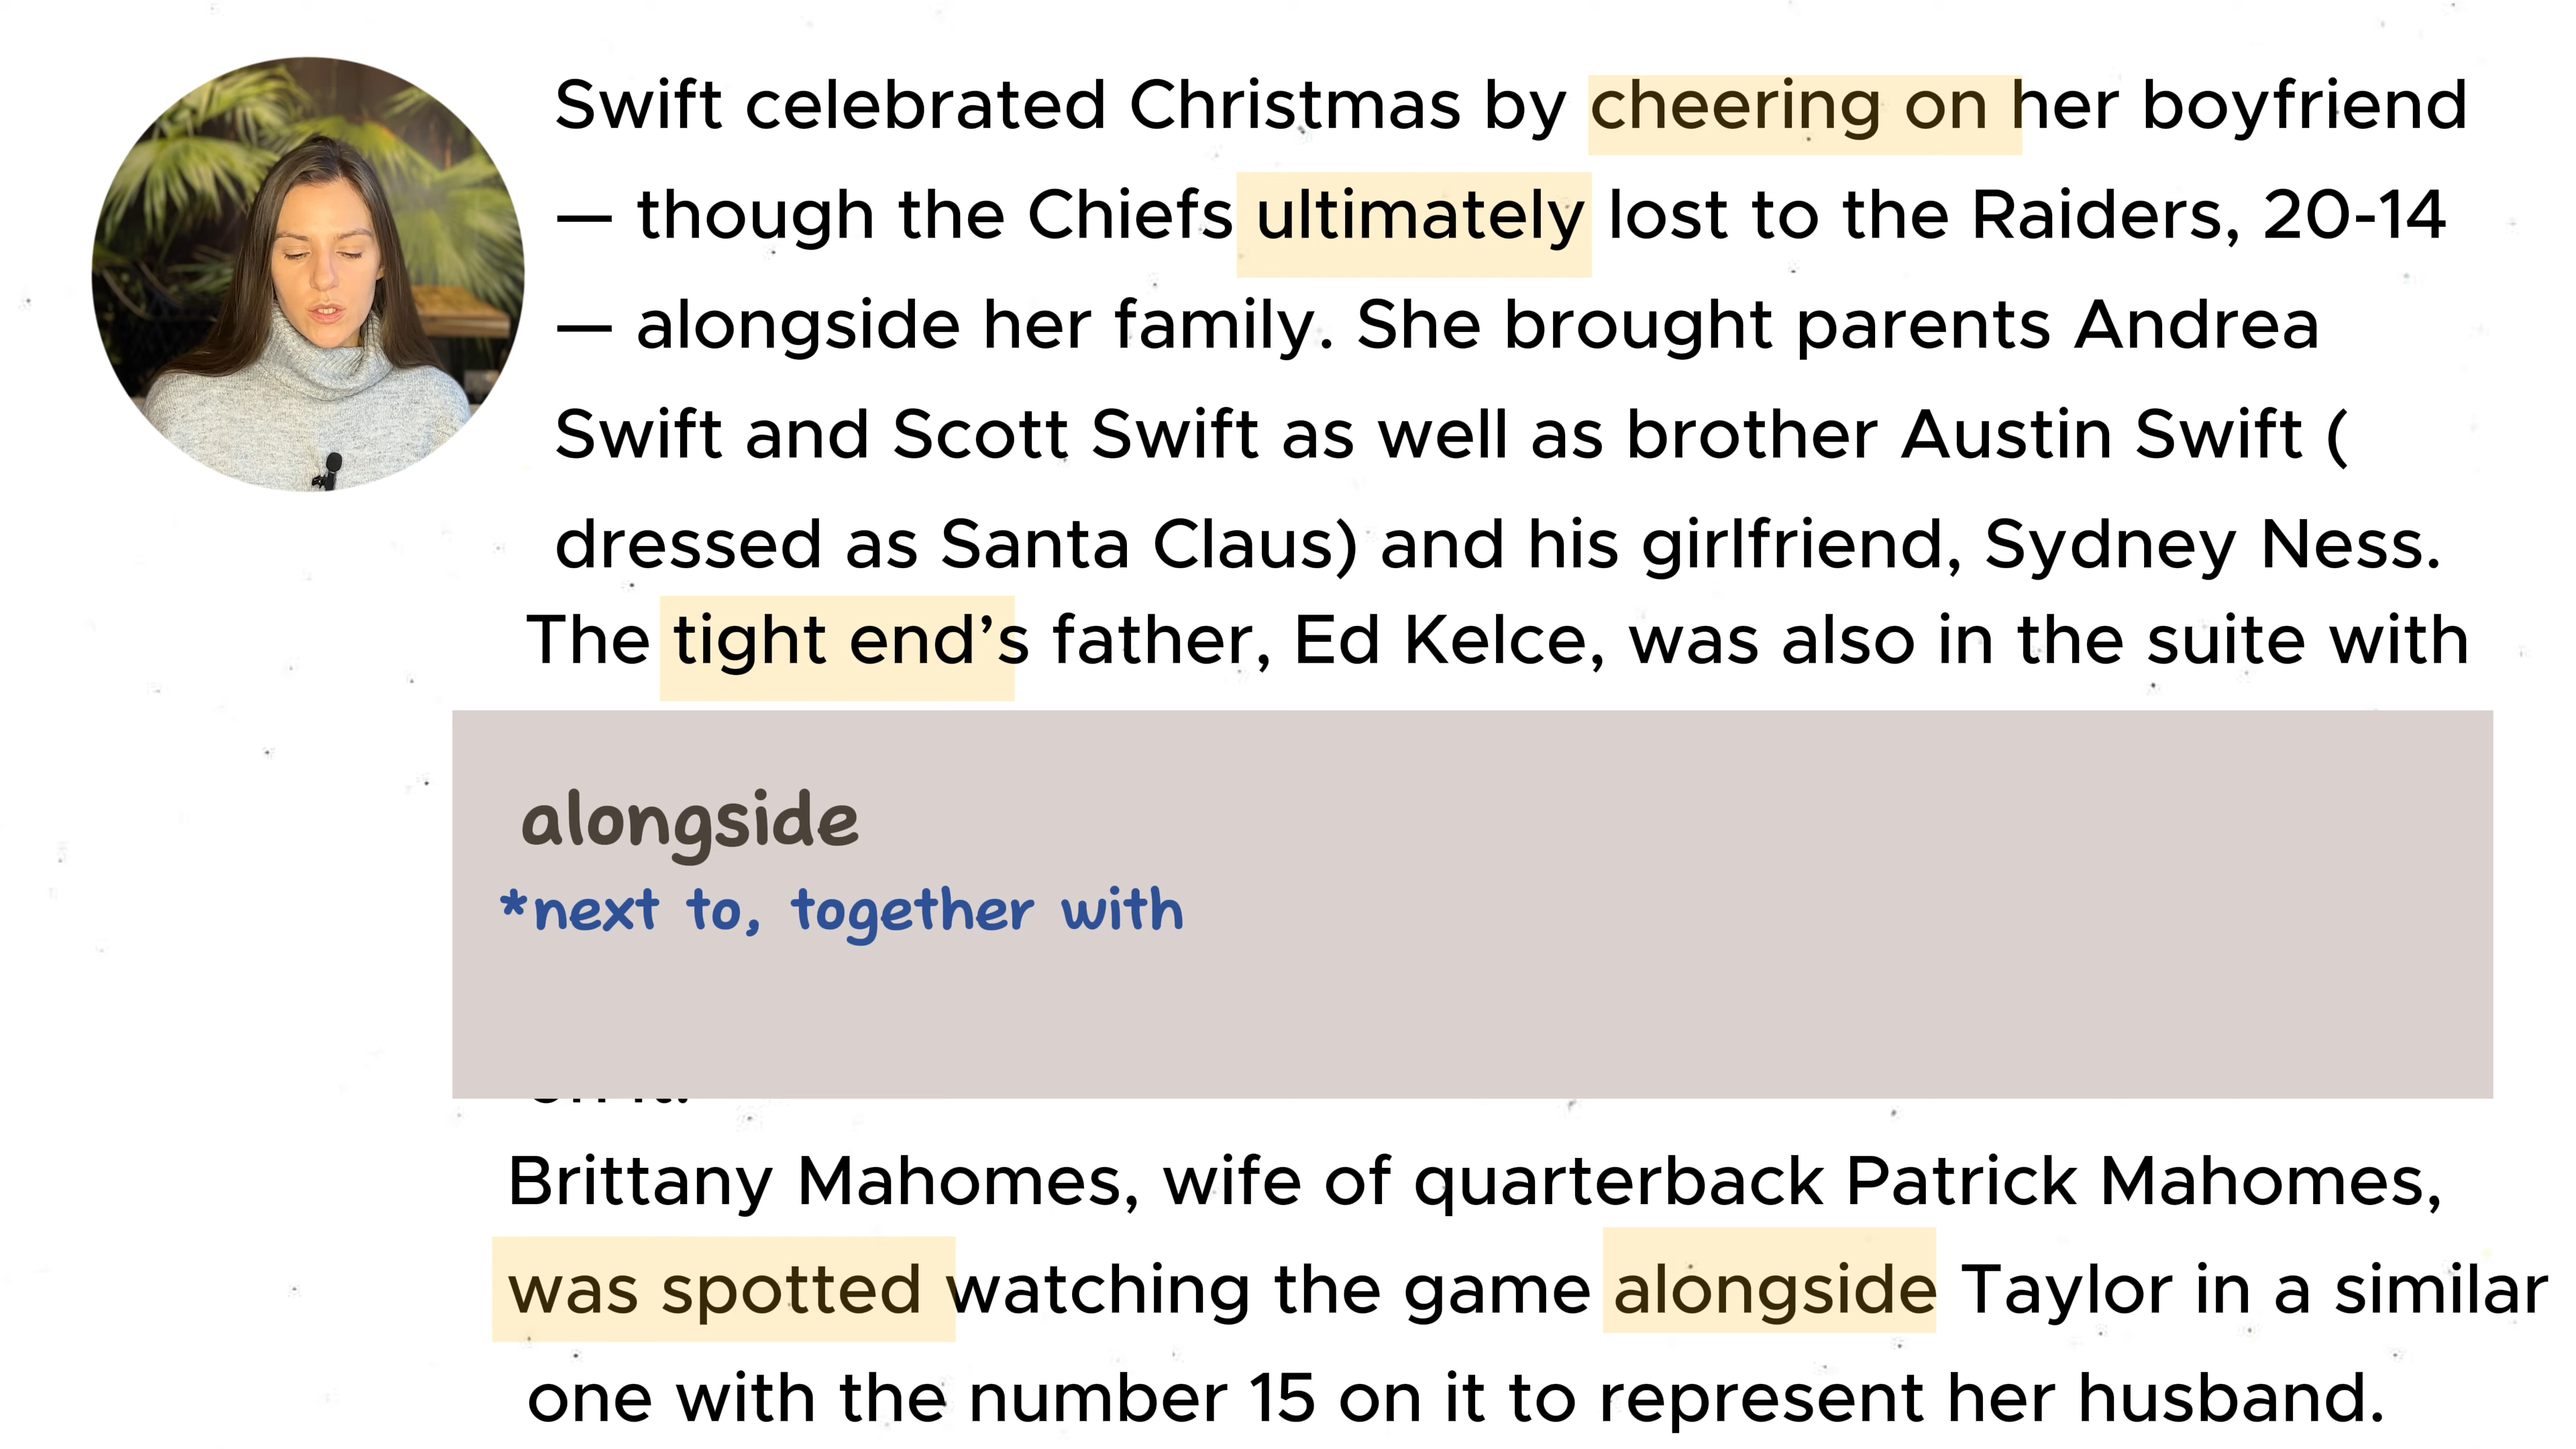 Swift celebrated Christmas by cheering on her boyfriend
— though the Chiefs ultimately lost to the Raiders, 20-14
— alongside her family. She brought parents Andrea
Swift and Scott Swift as well as brother Austin Swift (
dressed as Santa Claus) and his girlfriend, Sydney Ness.
The tight end’s father, Ed Kelce, was also in the suite with
alongside
*next to, together with
Brittany Mahomes, wife of quarterback Patrick Mahomes,
was spotted watching the game alongside Taylor in a similar
one with the number 15 on it to represent her husband.